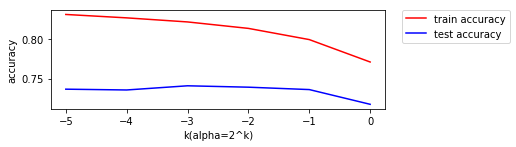 train accuracy
test accuracy
accuracy
0.80
0.75
−5 −4 −3 −2 −1 0
k(alpha=2^k)